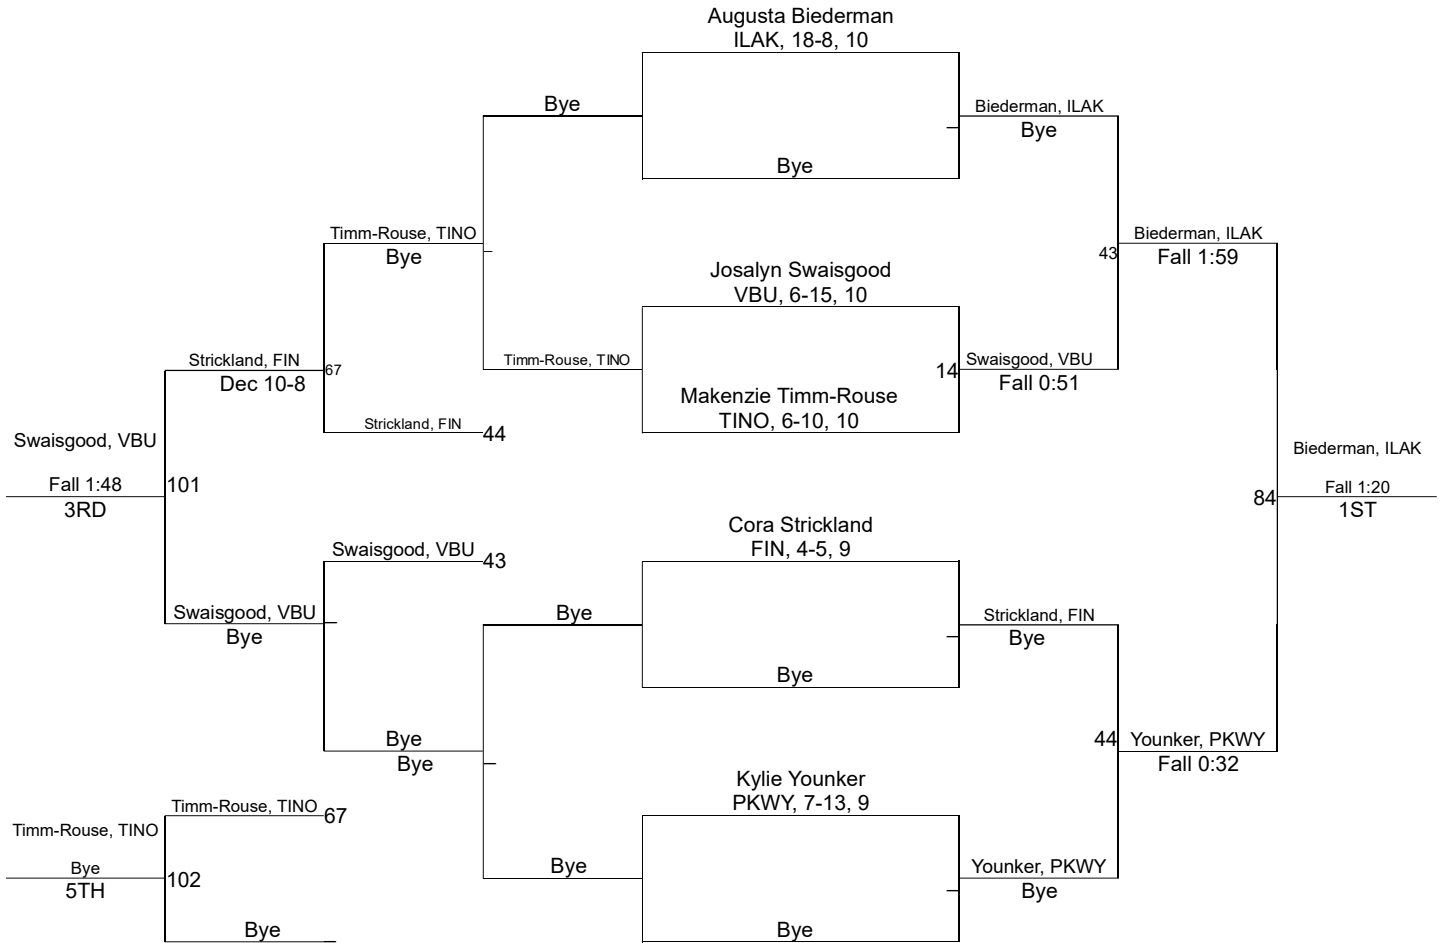 Augusta Biederman
ILAK, 18-8, 10
Bye
Biederman, ILAK
Bye
Bye
Timm-Rouse, TINO
Bye
Biederman, ILAK
43
Fall 1:59
Josalyn Swaisgood
VBU, 6-15, 10
Strickland, FIN
67
Dec 10-8
Timm-Rouse, TINO
14
Swaisgood, VBU
Fall 0:51
Makenzie Timm-Rouse
TINO, 6-10, 10
Strickland, FIN
44
Swaisgood, VBU
Fall 1:48
101
3RD
Biederman, ILAK
84
Fall 1:20
1ST
Cora Strickland
FIN, 4-5, 9
Swaisgood, VBU
43
Swaisgood, VBU
Bye
Bye
Strickland, FIN
Bye
Bye
Bye
Bye
44
Younker, PKWY
Fall 0:32
Kylie Younker
PKWY, 7-13, 9
Timm-Rouse, TINO
67
Timm-Rouse, TINO
Bye
102
5TH
Bye
Younker, PKWY
Bye
Bye
Bye